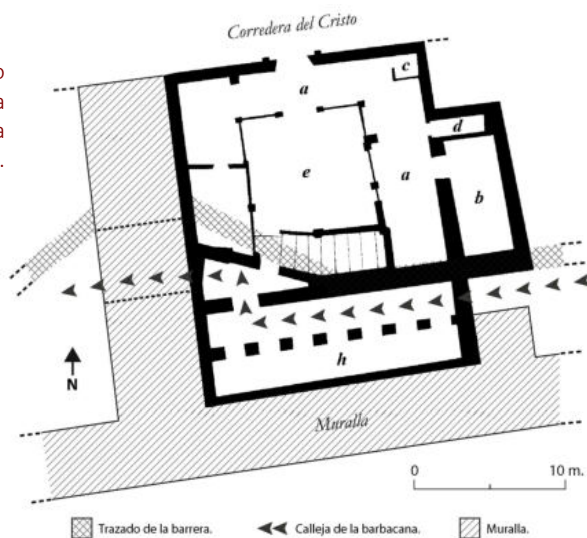 Corredera del Cristo
o
a
a
.
a
c
d
e
a
b
N
h
Muralla
0 10 m.
Trazado de la barrera. Calleja de la barbacana. Muralla.